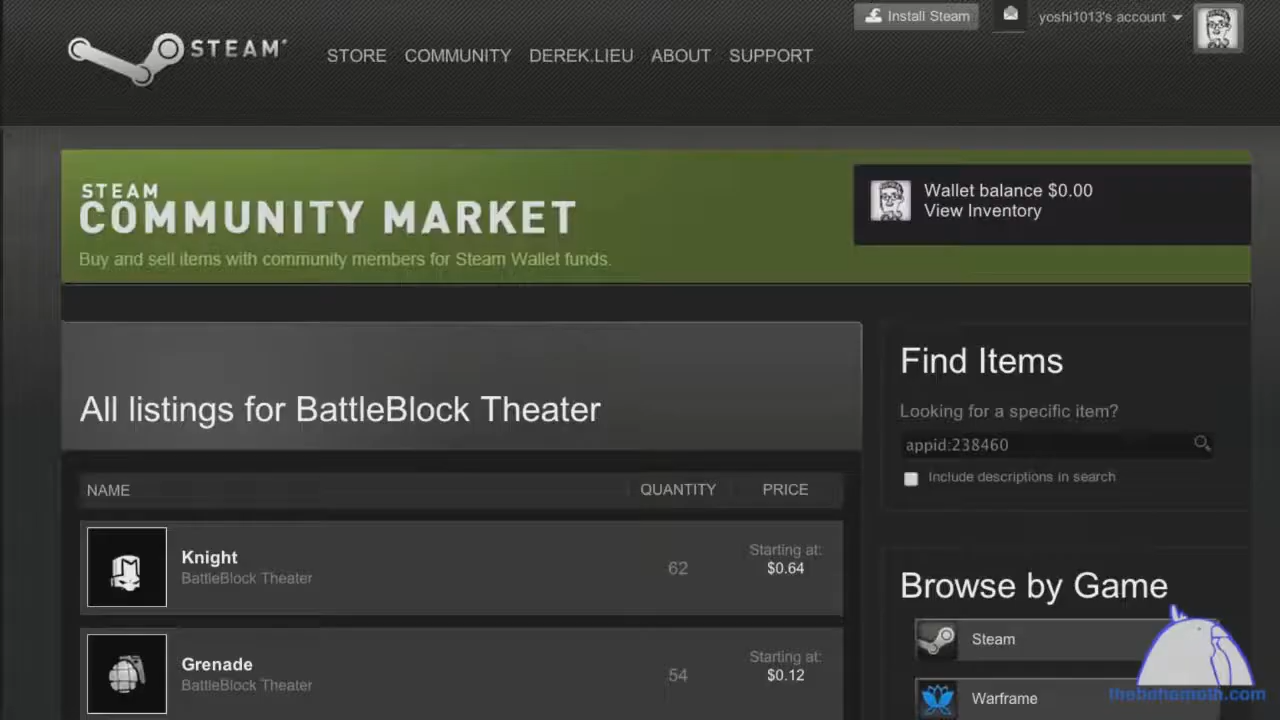 Install Steam
yoshi1013's account
STEAM
STORE COMMUNITY DEREK.LIEU ABOUT SUPPORT
STEAM
COMMUNITY MARKET
Buy and sell items with community members for Steam Wallet funds.
Wallet balance $0.00
View Inventory
All listings for BattleBlock Theater
NAME QUANTITY PRICE
Knight
BattleBlock Theater
62
Starting at:
$0.64
Grenade
BattleBlock Theater
54
Starting at:
$0.12
Find Items
Looking for a specific item?
appid:238460
Include descriptions in search
Browse by Game
Steam
Warframe
thebehemoth.com